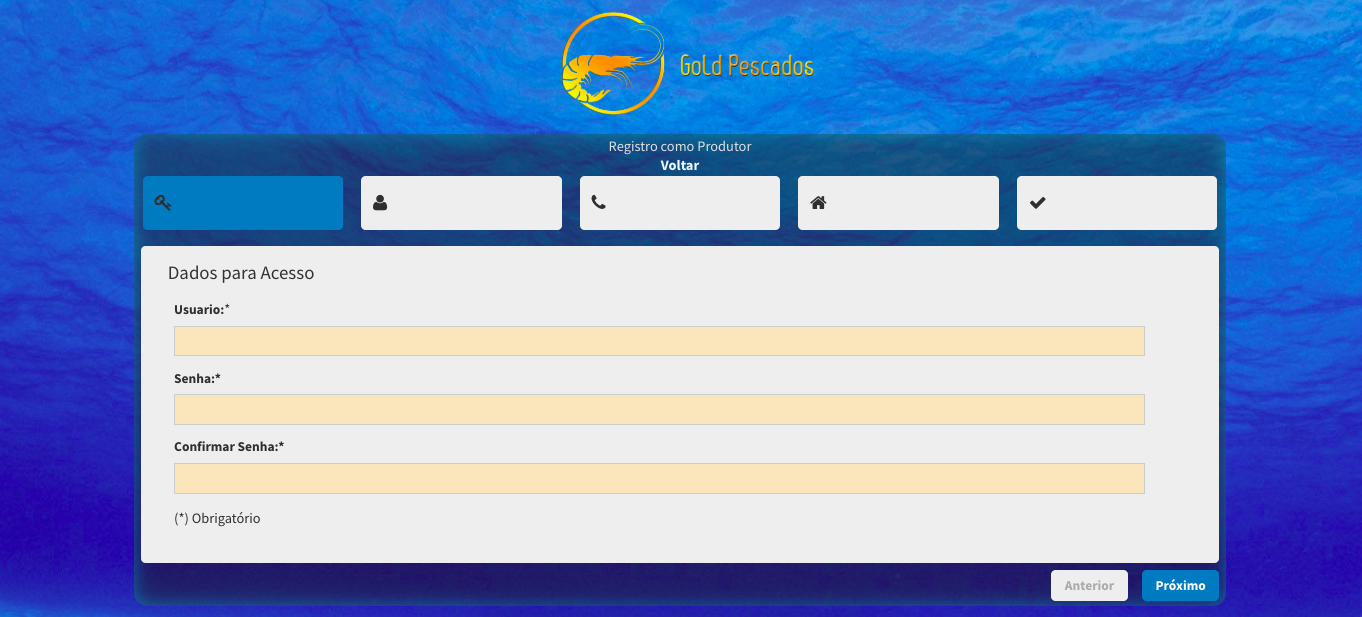 Gold Pescados
Registro como Produtor
Voltar
Dados para Acesso
Usuario:*
Senha:*
Confirmar Senha:*
(*) Obrigatório
Anterior
Próximo